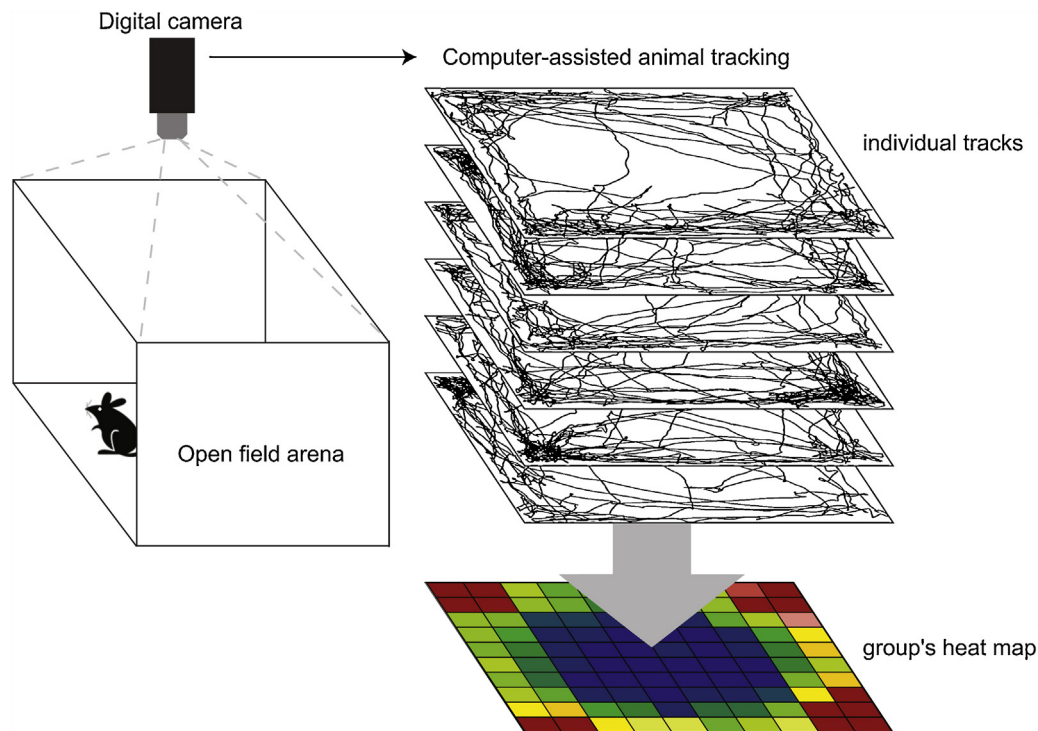 Digital camera
Computer-assisted animal tracking
individual tracks
Open field arena
group's heat map